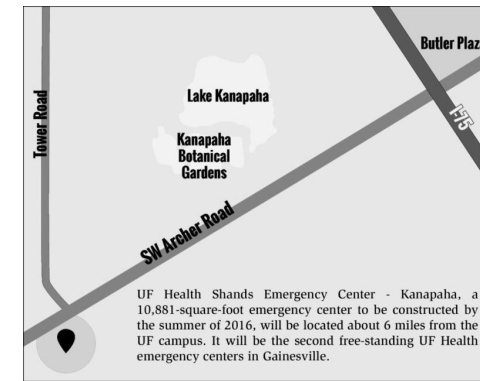 Butler Plaz
I-75
Tower Road
Lake Kanapaha
Kanapaha
Botanical
Gardens
SW Archer Road
UF Health Shands Emergency Center - Kanapaha, a
10,881-square-foot emergency center to be constructed by
the summer of 2016, will be located about 6 miles from the
UF campus. It will be the second free-standing UF Health
emergency centers in Gainesville.